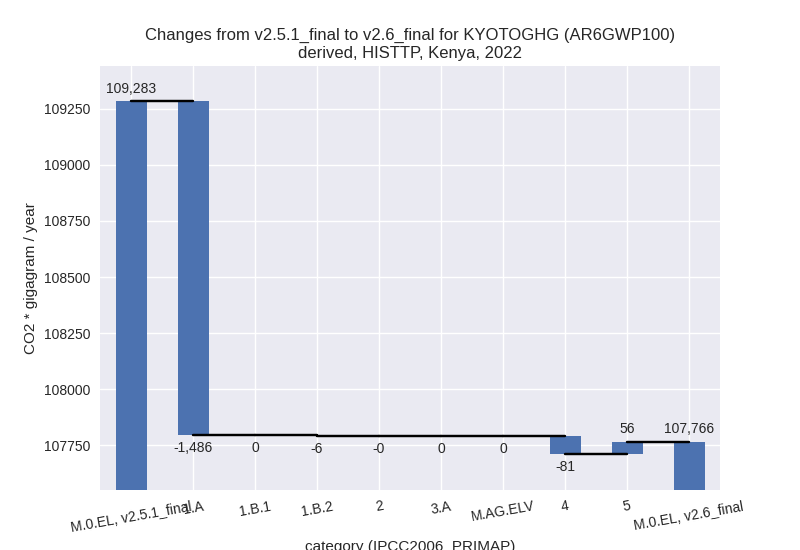 Changes from v2.5.1_final to v2.6_final for KYOTOGHG (AR6GWP100)
derived, HISTTP, Kenya, 2022
CO2 * gigagram / year
109250
109000
108750
108500
108250
108000
107750
109,283
-1,486
0
-6
-0
0
0
-81
56
107,766
M.0.EL, v2.5.1_final
1.A
1.B.1
1.B.2
2
3.A
M.AG.ELV
4
5
M.0.EL, v2.6_final
category (IPCC2006_PRIMAP)